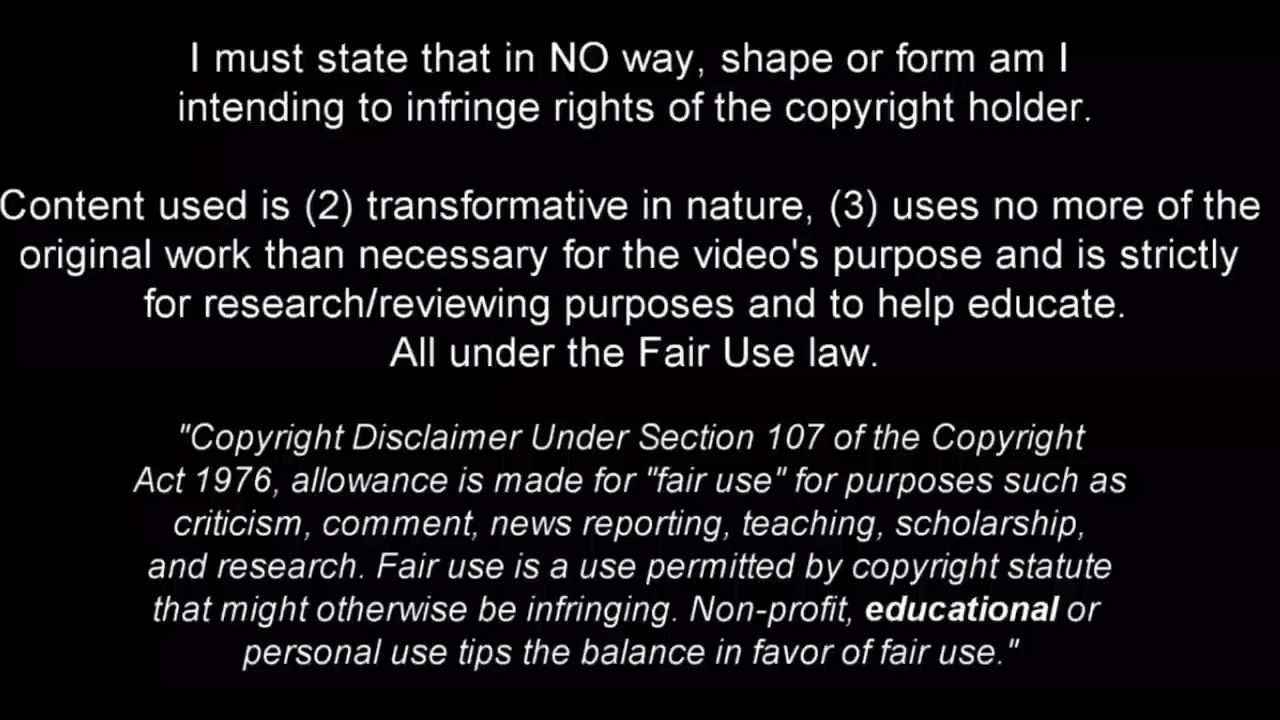 I must state that in NO way, shape or form am I
intending to infringe rights of the copyright holder.
Content used is (2) transformative in nature, (3) uses no more of the
original work than necessary for the video's purpose and is strictly
for research/reviewing purposes and to help educate.
All under the Fair Use law.
"Copyright Disclaimer Under Section 107 of the Copyright
Act 1976, allowance is made for "fair use" for purposes such as
criticism, comment, news reporting, teaching, scholarship,
and research. Fair use is a use permitted by copyright statute
that might otherwise be infringing. Non-profit, educational or
personal use tips the balance in favor of fair use."